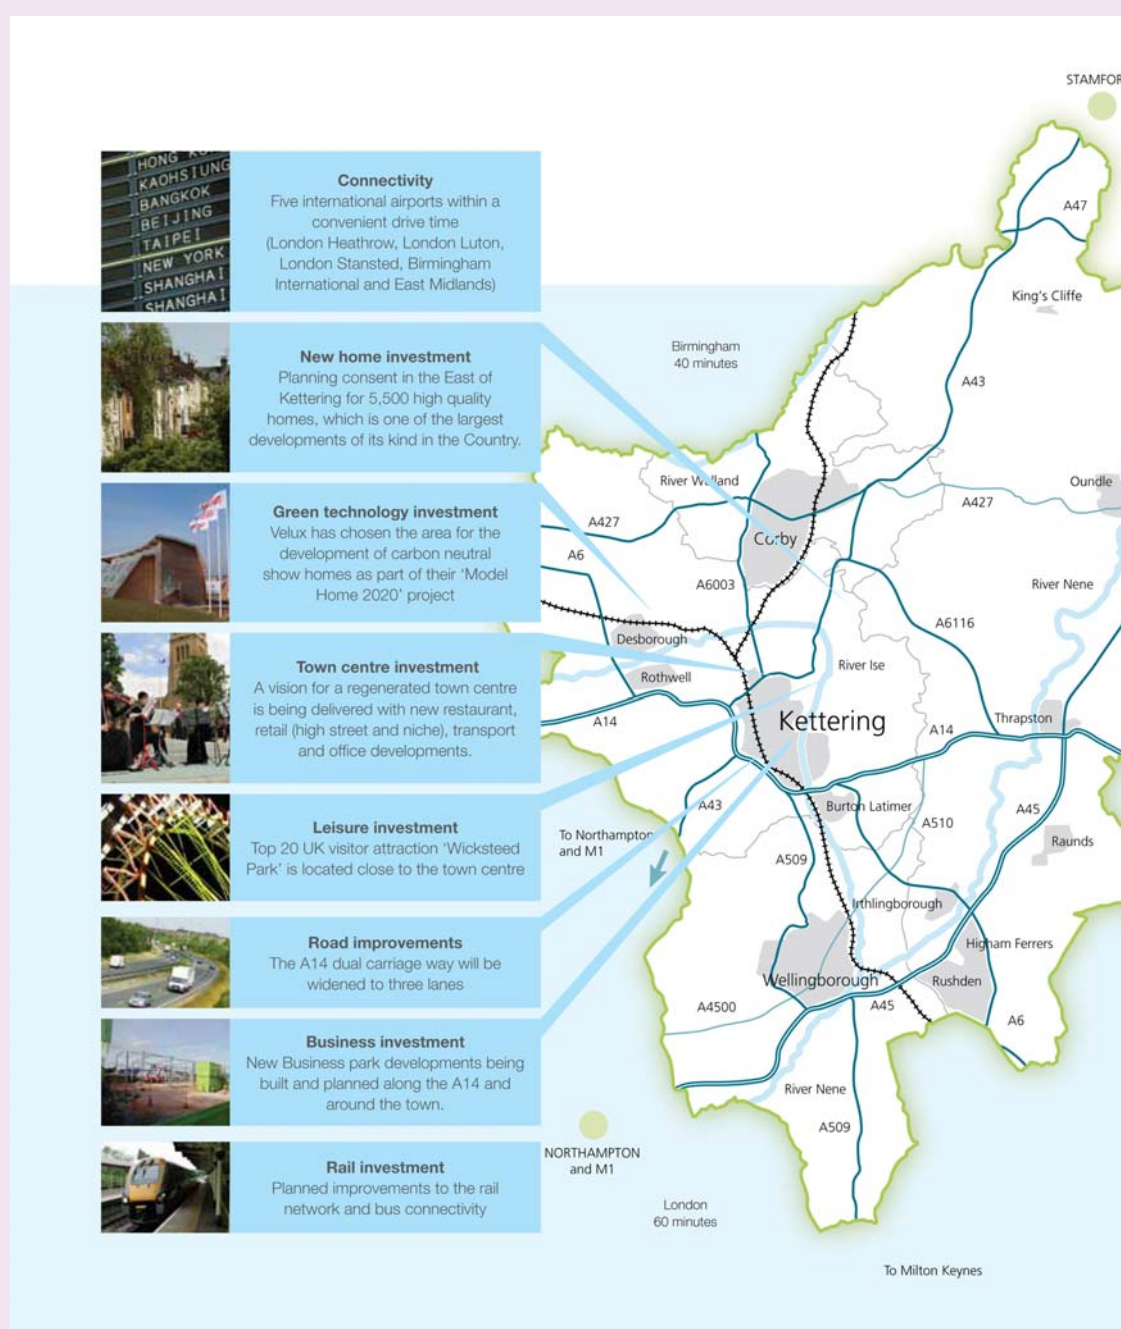 HONG KO
KAOHSIUNG
BANGKOK
BEIJING
TAIPEI
NEW YORK
SHANGHAI
SHANGHAI
Connectivity
Five international airports within a
convenient drive time
(London Heathrow, London Luton,
London Stansted, Birmingham
International and East Midlands)
New home investment
Planning consent in the East of
Kettering for 5,500 high quality
homes, which is one of the largest
developments of its kind in the Country.
Green technology investment
Velux has chosen the area for the
development of carbon neutral
show homes as part of their ‘Model
Home 2020’ project
Town centre investment
A vision for a regenerated town centre
is being delivered with new restaurant,
retail (high street and niche), transport
and office developments.
Leisure investment
Top 20 UK visitor attraction ‘Wicksteed
Park’ is located close to the town centre
Road improvements
The A14 dual carriage way will be
widened to three lanes
Business investment
New Business park developments being
built and planned along the A14 and
around the town.
Rail investment
Planned improvements to the rail
network and bus connectivity
STAMFOR
A47
King's Cliffe
Birmingham
40 minutes
A43
River Welland
Oundle
A427
A427
Corby
A6
A6003
River Nene
A6116
Desborough
River Ise
Rothwell
A14
Kettering
Thrapston
A14
A43
Burton Latimer
A45
A510
To Northampton
and M1
Raunds
A509
Irthlingborough
Higham Ferrers
Wellingborough
Rushden
A4500
A45
A6
River Nene
A509
NORTHAMPTON
and M1
London
60 minutes
To Milton Keynes